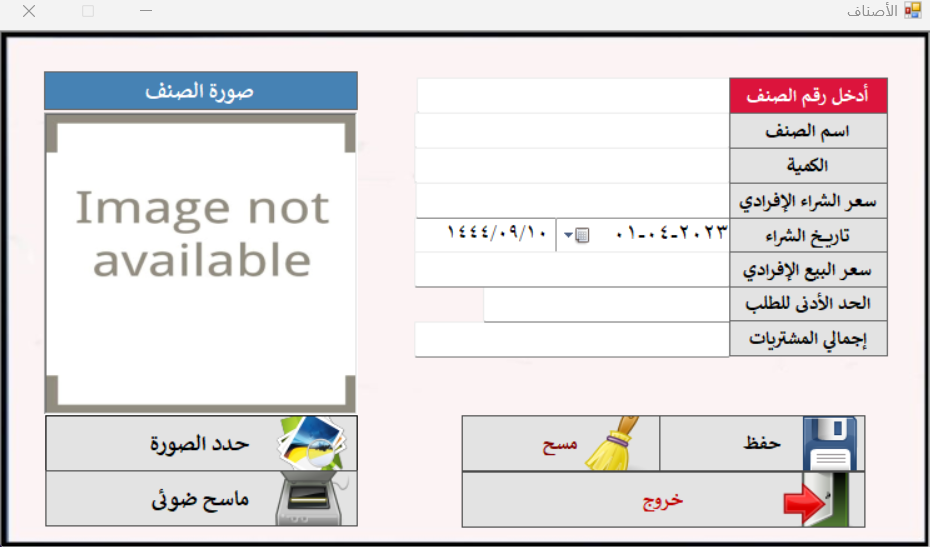 الأصناف
أدخل رقم الصنف
اسم الصنف
الكمية
سعر الشراء الإفرادي
تاريخ الشراء
٠١-٠٤-٢٠٢٣
١٤٤٤/٠٩/١٠
سعر البيع الإفرادي
الحد الأدنى للطلب
إجمالي المشتريات
صورة الصنف
Image not
available
حفظ
مسح
خروج
حدد الصورة
ماسح ضوئى